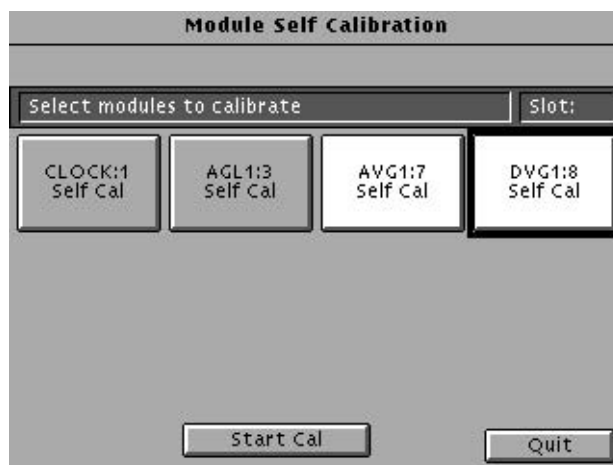 Module Self Calibration
Select modules to calibrate
Slot:
CLOCK:1
Self Cal
AGL1:3
Self Cal
AVG1:7
Self Cal
DVG1:8
Self Cal
Start Cal
Quit